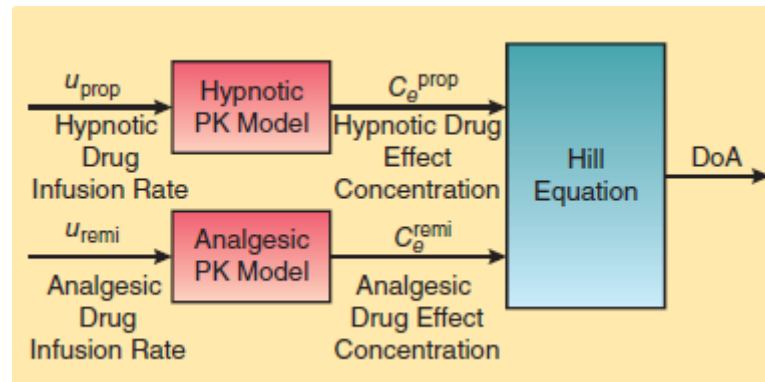 u_prop
Hypnotic
Drug
Infusion Rate
Hypnotic
PK Model
C_e^prop
Hypnotic Drug
Effect
Concentration
u_remi
Analgesic
Drug
Infusion Rate
Analgesic
PK Model
C_e^remi
Analgesic
Drug Effect
Concentration
Hill
Equation
DoA